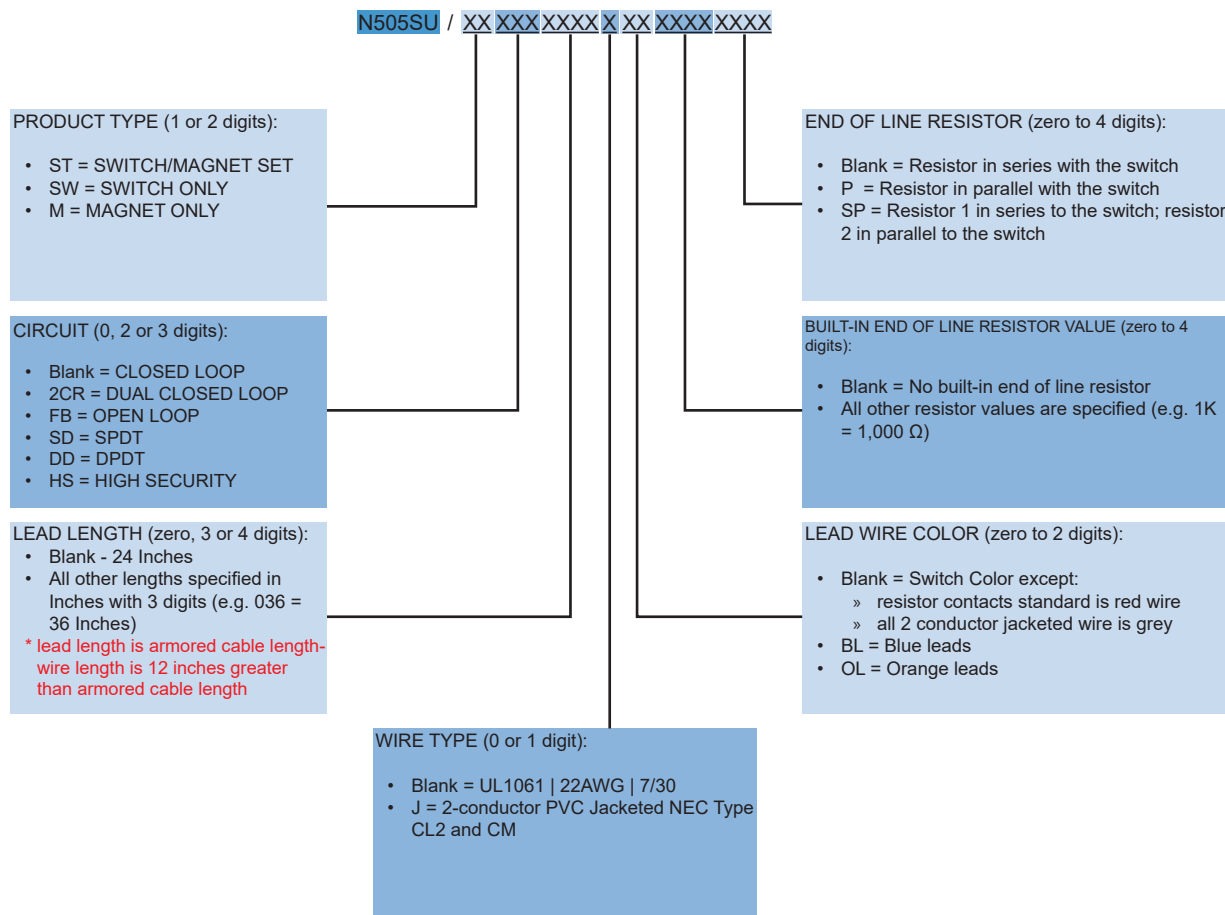 N505SU / XX XXX XXXX X XX XXXX XXXX
PRODUCT TYPE (1 or 2 digits):
• ST = SWITCH/MAGNET SET
• SW = SWITCH ONLY
• M = MAGNET ONLY
CIRCUIT (0, 2 or 3 digits):
• Blank = CLOSED LOOP
• 2CR = DUAL CLOSED LOOP
• FB = OPEN LOOP
• SD = SPDT
• DD = DPDT
• HS = HIGH SECURITY
LEAD LENGTH (zero, 3 or 4 digits):
• Blank - 24 Inches
• All other lengths specified in
Inches with 3 digits (e.g. 036 =
36 Inches)
* lead length is armored cable length-
wire length is 12 inches greater
than armored cable length
WIRE TYPE (0 or 1 digit):
• Blank = UL1061 | 22AWG | 7/30
• J = 2-conductor PVC Jacketed NEC Type
CL2 and CM
END OF LINE RESISTOR (zero to 4 digits):
• Blank = Resistor in series with the switch
• P = Resistor in parallel with the switch
• SP = Resistor 1 in series to the switch; resistor
2 in parallel to the switch
BUILT-IN END OF LINE RESISTOR VALUE (zero to 4
digits):
• Blank = No built-in end of line resistor
• All other resistor values are specified (e.g. 1K
= 1,000 Ω)
LEAD WIRE COLOR (zero to 2 digits):
• Blank = Switch Color except:
» resistor contacts standard is red wire
» all 2 conductor jacketed wire is grey
• BL = Blue leads
• OL = Orange leads